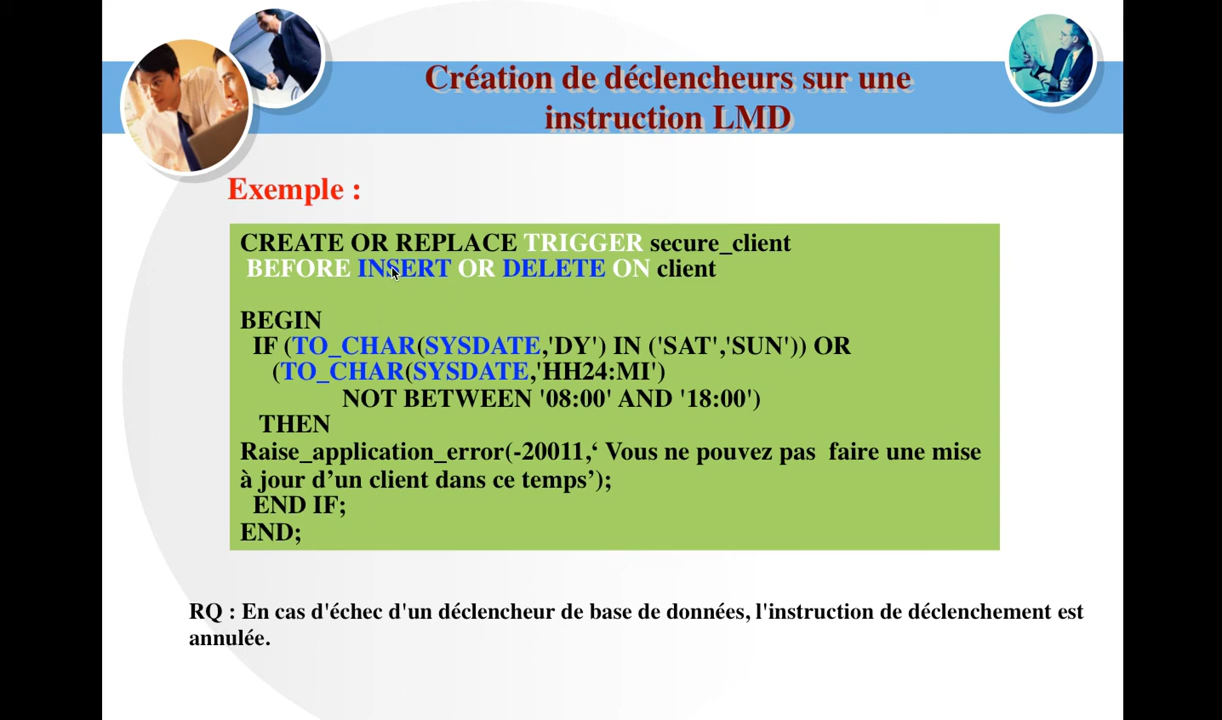 Création de déclencheurs sur une
instruction LMD
Exemple :
CREATE OR REPLACE TRIGGER secure_client
BEFORE INSERT OR DELETE ON client
BEGIN
IF (TO_CHAR(SYSDATE,'DY') IN ('SAT','SUN')) OR
(TO_CHAR(SYSDATE,'HH24:MI')
NOT BETWEEN '08:00' AND '18:00')
THEN
Raise_application_error(-20011,‘ Vous ne pouvez pas  faire une mise
à jour d’un client dans ce temps’);
END IF;
END;
RQ : En cas d'échec d'un déclencheur de base de données, l'instruction de déclenchement est
annulée.